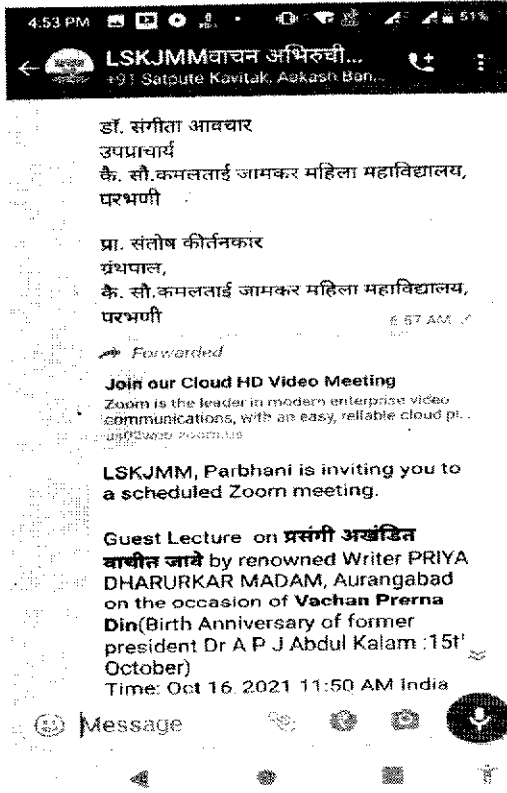 4:53 PM 51%
LSKJMMवाचन अभिरुची...
+91 Satpute Kavitak, Aakash Ban...
डॉ. संगीता आवचार
उपप्राचार्य
कै. सौ.कमलताई जामकर महिला महाविद्यालय,
परभणी
प्रा. संतोष कीर्तनकार
ग्रंथपाल,
कै. सौ.कमलताई जामकर महिला महाविद्यालय,
परभणी
6:57 AM
Forwarded
Join our Cloud HD Video Meeting
Zoom is the leader in modern enterprise video
communications, with an easy, reliable cloud pl...
us02web.zoom.us
LSKJMM, Parbhani is inviting you to
a scheduled Zoom meeting.
Guest Lecture on प्रसंगी अखंडित
वाचीत जावे by renowned Writer PRIYA
DHARURKAR MADAM, Aurangabad
on the occasion of Vachan Prerna
Din(Birth Anniversary of former
president Dr A P J Abdul Kalam :15t'
October)
Time: Oct 16, 2021 11:50 AM India
Message